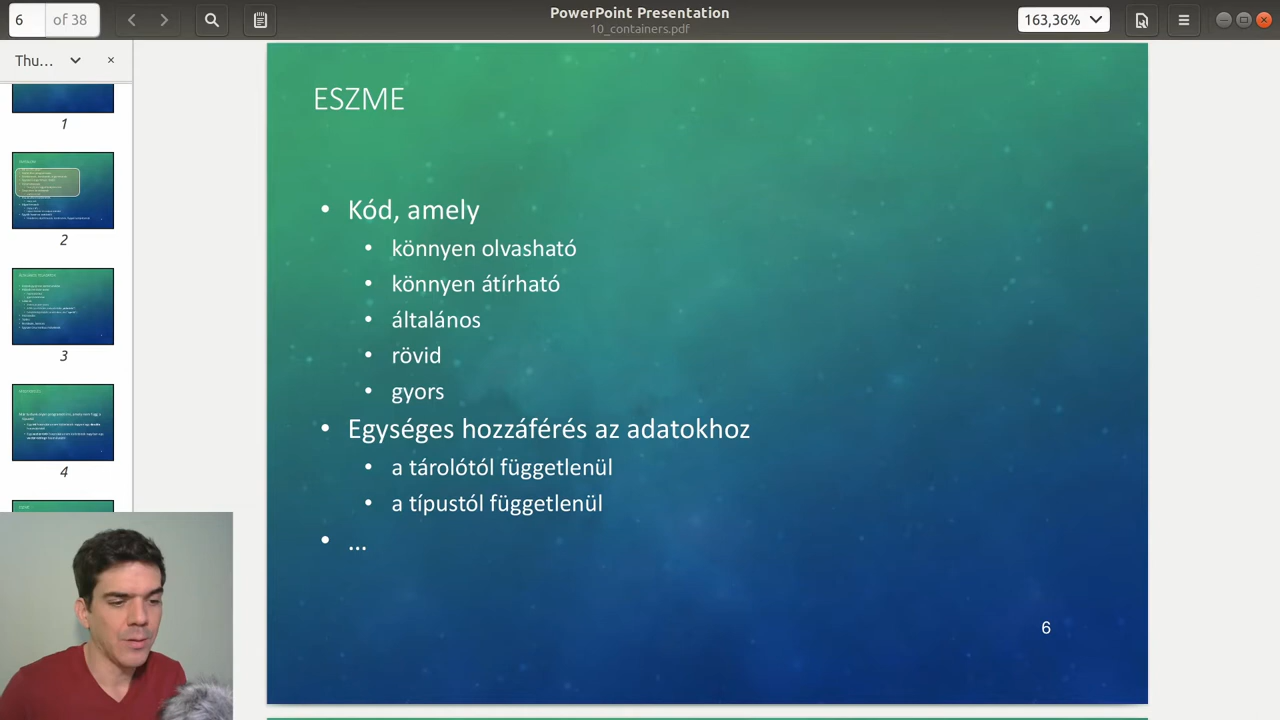 6 of 38
PowerPoint Presentation
10_containers.pdf
163,36%
Thu...
1
2
3
4
ESZME
• Kód, amely
• könnyen olvasható
• könnyen átírható
• általános
• rövid
• gyors
• Egységes hozzáférés az adatokhoz
• a tárolótól függetlenül
• a típustól függetlenül
• ...
6